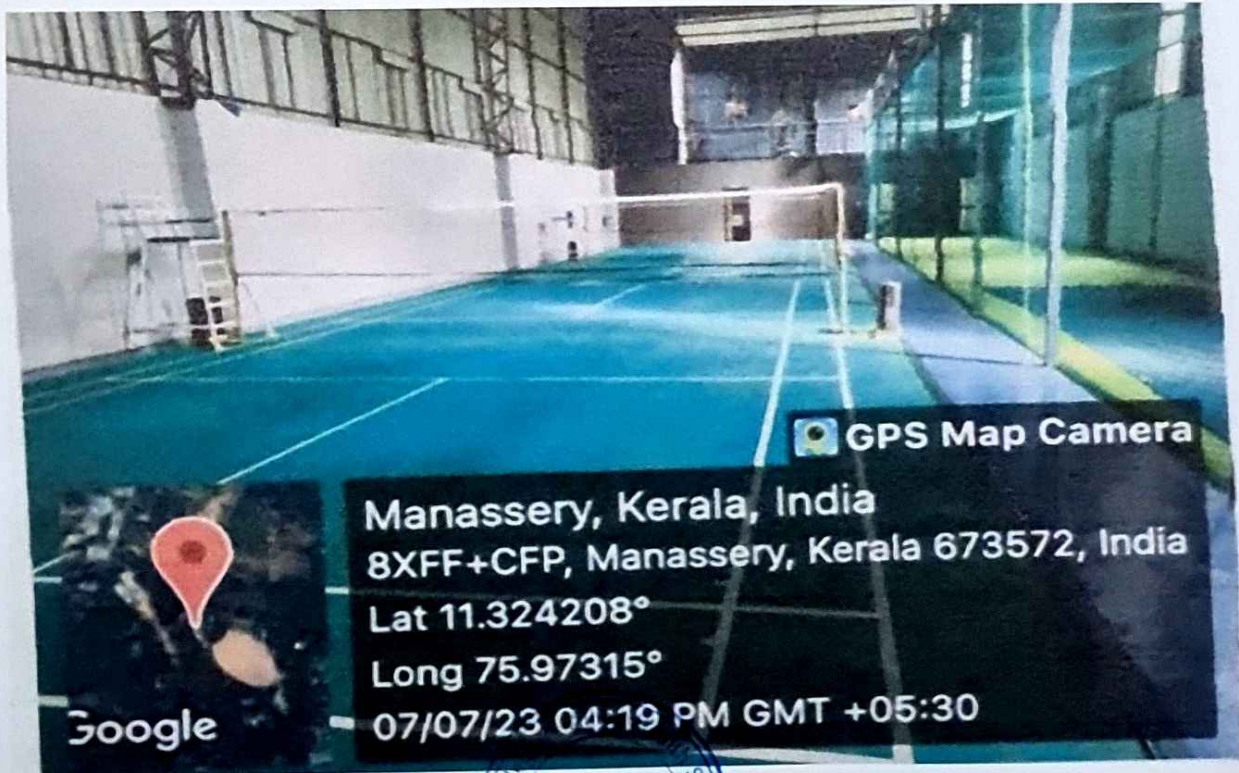 GPS Map Camera
Manassery, Kerala, India
8XFF+CFP, Manassery, Kerala 673572, India
Lat 11.324208°
Long 75.97315°
07/07/23 04:19 PM GMT +05:30
Google